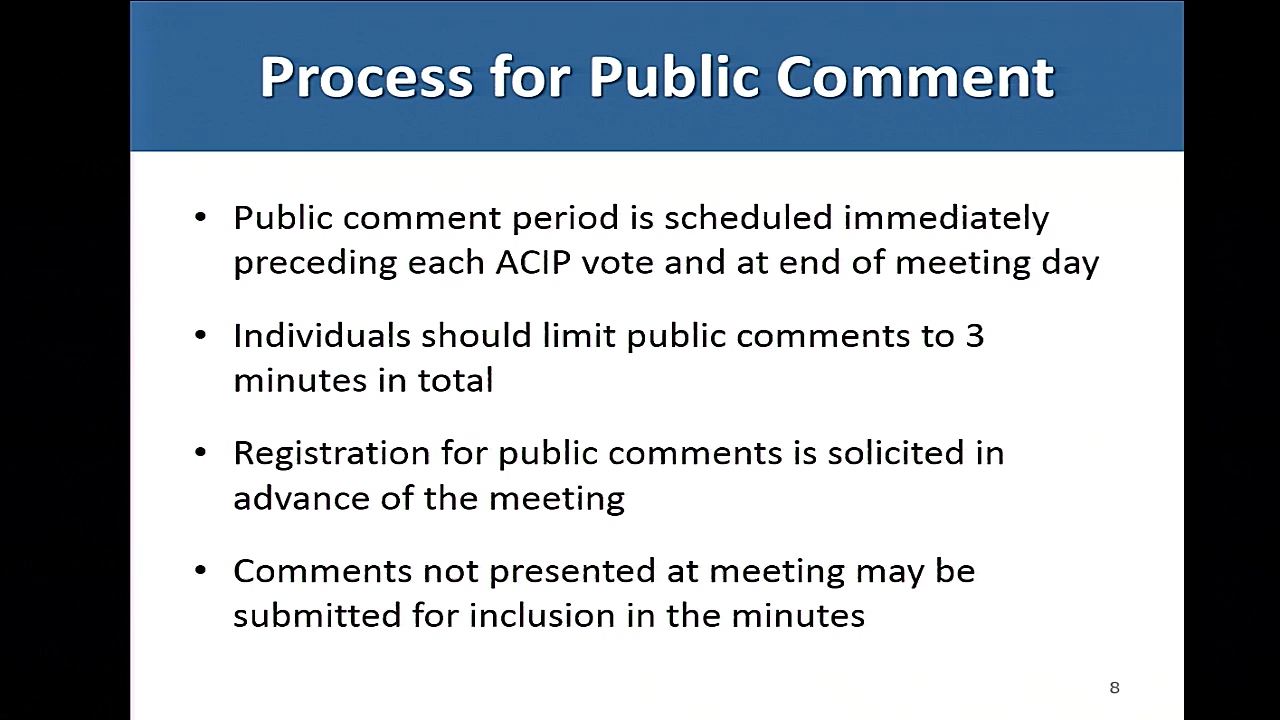 Process for Public Comment
• Public comment period is scheduled immediately
preceding each ACIP vote and at end of meeting day
• Individuals should limit public comments to 3
minutes in total
• Registration for public comments is solicited in
advance of the meeting
• Comments not presented at meeting may be
submitted for inclusion in the minutes
8